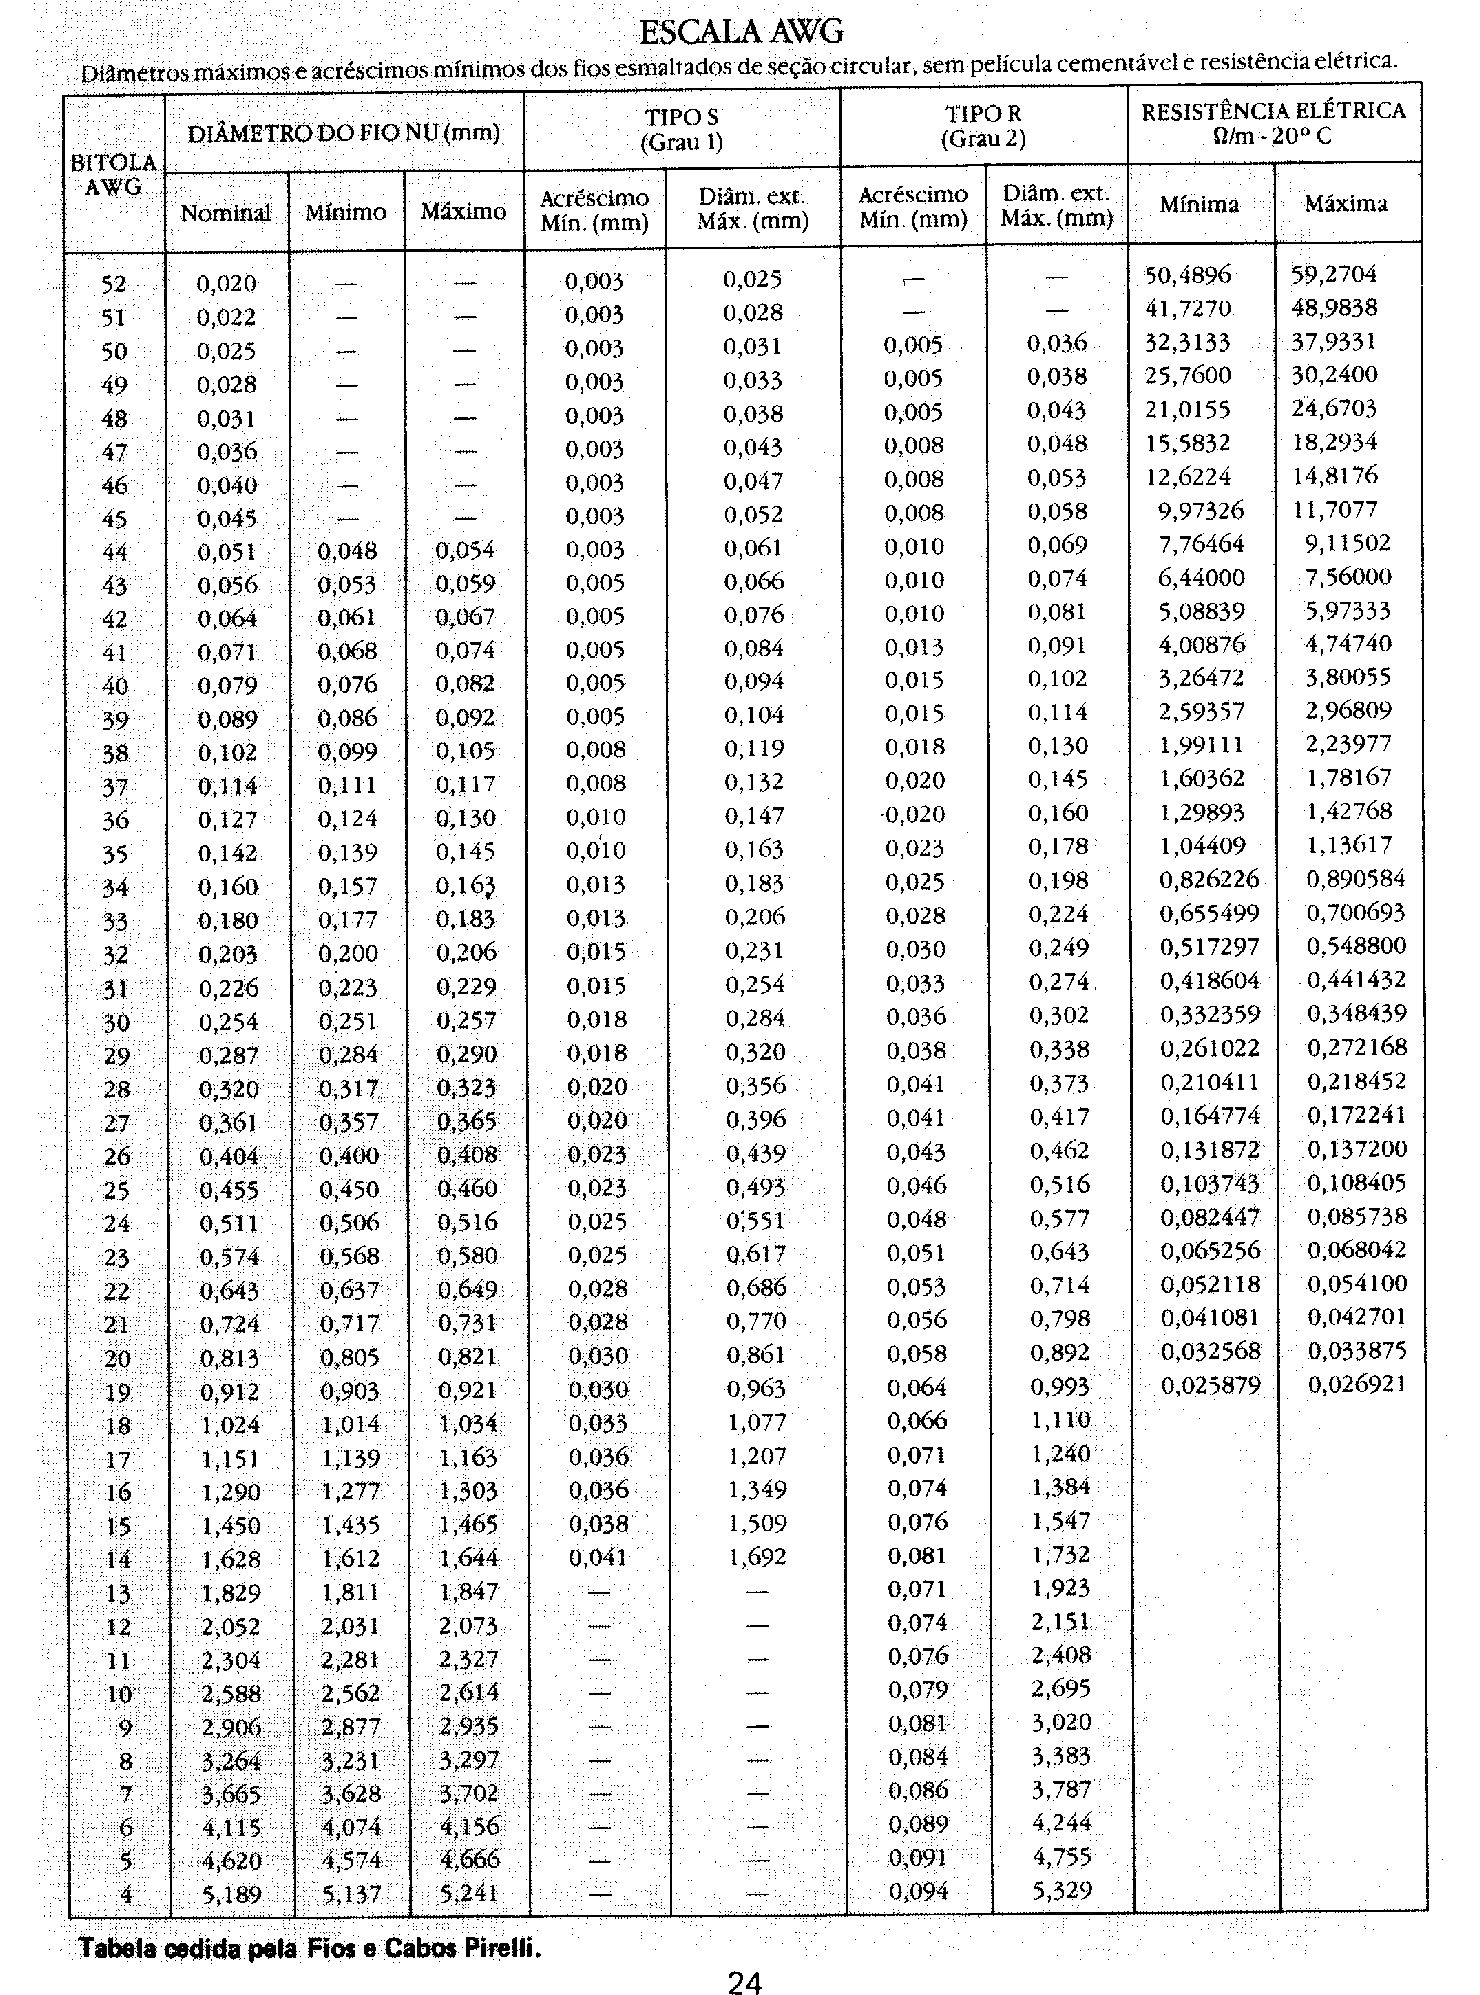 ESCALA AWG
Diâmetros máximos e acréscimos mínimos dos fios esmaltados de seção circular, sem película cementável e resistência elétrica.
BITOLA AWG DIÂMETRO DO FIO NU (mm) TIPO S (Grau 1) TIPO R (Grau 2) RESISTÊNCIA ELÉTRICA Ω/m - 20º C
Nominal Mínimo Máximo Acréscimo Mín. (mm) Diâm. ext. Máx. (mm) Acréscimo Mín. (mm) Diâm. ext. Máx. (mm) Mínima Máxima
52 0,020 — — 0,003 0,025 — — 50,4896 59,2704
51 0,022 — — 0,003 0,028 — — 41,7270 48,9838
50 0,025 — — 0,003 0,031 0,005 0,036 32,3133 37,9331
49 0,028 — — 0,003 0,033 0,005 0,038 25,7600 30,2400
48 0,031 — — 0,003 0,038 0,005 0,043 21,0155 24,6703
47 0,036 — — 0,003 0,043 0,008 0,048 15,5832 18,2934
46 0,040 — — 0,003 0,047 0,008 0,053 12,6224 14,8176
45 0,045 — — 0,003 0,052 0,008 0,058 9,97326 11,7077
44 0,051 0,048 0,054 0,003 0,061 0,010 0,069 7,76464 9,11502
43 0,056 0,053 0,059 0,005 0,066 0,010 0,074 6,44000 7,56000
42 0,064 0,061 0,067 0,005 0,076 0,010 0,081 5,08839 5,97333
41 0,071 0,068 0,074 0,005 0,084 0,013 0,091 4,00876 4,74740
40 0,079 0,076 0,082 0,005 0,094 0,015 0,102 3,26472 3,80055
39 0,089 0,086 0,092 0,005 0,104 0,015 0,114 2,59357 2,96809
38 0,102 0,099 0,105 0,008 0,119 0,018 0,130 1,99111 2,23977
37 0,114 0,111 0,117 0,008 0,132 0,020 0,145 1,60362 1,78167
36 0,127 0,124 0,130 0,010 0,147 0,020 0,160 1,29893 1,42768
35 0,142 0,139 0,145 0,010 0,163 0,023 0,178 1,04409 1,13617
34 0,160 0,157 0,163 0,013 0,183 0,025 0,198 0,826226 0,890584
33 0,180 0,177 0,183 0,013 0,206 0,028 0,224 0,655499 0,700693
32 0,203 0,200 0,206 0,015 0,231 0,030 0,249 0,517297 0,548800
31 0,226 0,223 0,229 0,015 0,254 0,033 0,274 0,418604 0,441432
30 0,254 0,251 0,257 0,018 0,284 0,036 0,302 0,332359 0,348439
29 0,287 0,284 0,290 0,018 0,320 0,038 0,338 0,261022 0,272168
28 0,320 0,317 0,323 0,020 0,356 0,041 0,373 0,210411 0,218452
27 0,361 0,357 0,365 0,020 0,396 0,041 0,417 0,164774 0,172241
26 0,404 0,400 0,408 0,023 0,439 0,043 0,462 0,131872 0,137200
25 0,455 0,450 0,460 0,023 0,493 0,046 0,516 0,103743 0,108405
24 0,511 0,506 0,516 0,025 0,551 0,048 0,577 0,082447 0,085738
23 0,574 0,568 0,580 0,025 0,617 0,051 0,643 0,065256 0,068042
22 0,643 0,637 0,649 0,028 0,686 0,053 0,714 0,052118 0,054100
21 0,724 0,717 0,731 0,028 0,770 0,056 0,798 0,041081 0,042701
20 0,813 0,805 0,821 0,030 0,861 0,058 0,892 0,032568 0,033875
19 0,912 0,903 0,921 0,030 0,963 0,064 0,993 0,025879 0,026921
18 1,024 1,014 1,034 0,033 1,077 0,066 1,110
17 1,151 1,139 1,163 0,036 1,207 0,071 1,240
16 1,290 1,277 1,303 0,036 1,349 0,074 1,384
15 1,450 1,435 1,465 0,038 1,509 0,076 1,547
14 1,628 1,612 1,644 0,041 1,692 0,081 1,732
13 1,829 1,811 1,847 — — 0,071 1,923
12 2,052 2,031 2,073 — — 0,074 2,151
11 2,304 2,281 2,327 — — 0,076 2,408
10 2,588 2,562 2,614 — — 0,079 2,695
9 2,906 2,877 2,935 — — 0,081 3,020
8 3,264 3,231 3,297 — — 0,084 3,383
7 3,665 3,628 3,702 — — 0,086 3,787
6 4,115 4,074 4,156 — — 0,089 4,244
5 4,620 4,574 4,666 — — 0,091 4,755
4 5,189 5,137 5,241 — — 0,094 5,329
Tabela cedida pela Fios e Cabos Pirelli.
24